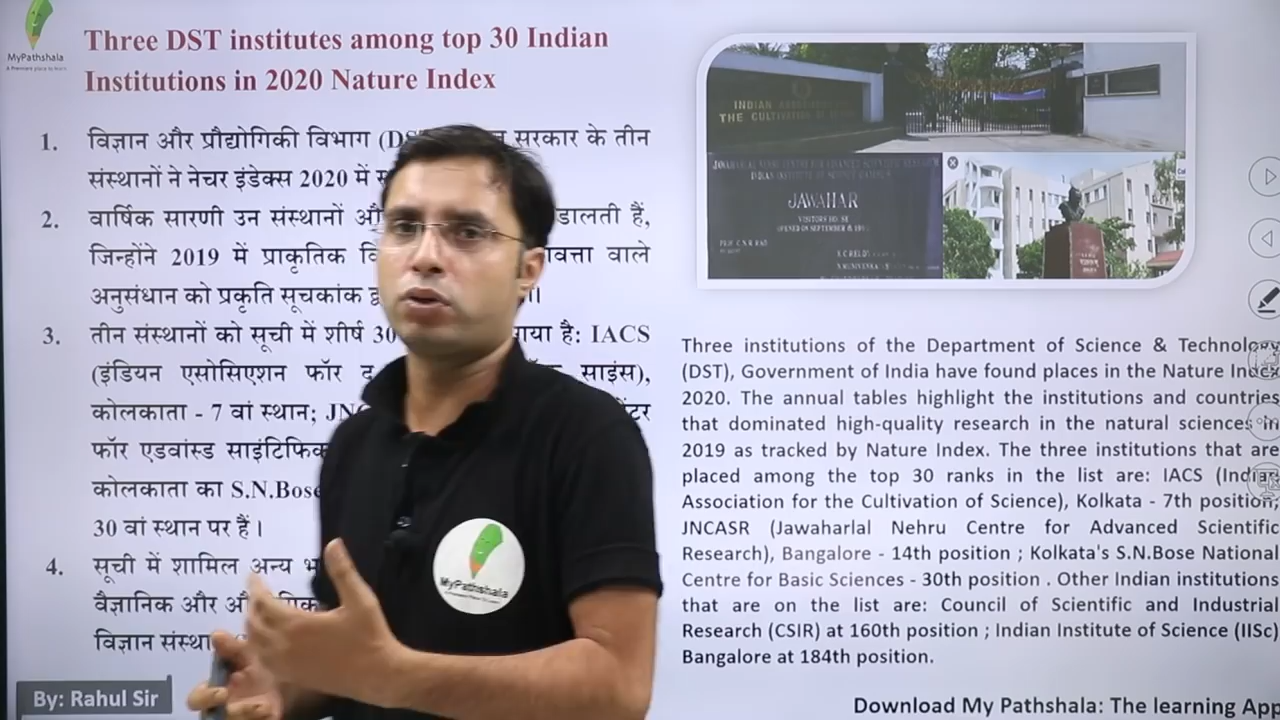 MyPathshala
Three DST institutes among top 30 Indian
Institutions in 2020 Nature Index
1. विज्ञान और प्रौद्योगिकी विभाग सरकार के तीन
संस्थानों ने नेचर इंडेक्स 2020 में
2. वार्षिक सारणी उन संस्थानों डालती हैं,
जिन्होंने 2019 में प्राकृतिक वाले
अनुसंधान को प्रकृति सूचकांक
3. तीन संस्थानों को सूची में शीर्ष 30 है: IACS
(इंडियन एसोसिएशन फॉर साइंस),
कोलकाता - 7 वां स्थान;
फॉर एडवांस्ड
कोलकाता का
30 वां स्थान पर हैं।
4. सूची में शामिल अन्य
वैज्ञानिक और
विज्ञान
By: Rahul Sir
MyPathshala
THE CULTIVATION OF
JAWAHAR
Three institutions of the Department of Science & Technology
(DST), Government of India have found places in the Nature Index
2020. The annual tables highlight the institutions and countries
that dominated high-quality research in the natural sciences in
2019 as tracked by Nature Index. The three institutions that are
placed among the top 30 ranks in the list are: IACS (Indian
Association for the Cultivation of Science), Kolkata - 7th position,
JNCASR (Jawaharlal Nehru Centre for Advanced Scientific
Research), Bangalore - 14th position ; Kolkata's S.N.Bose National
Centre for Basic Sciences - 30th position . Other Indian institutions
that are on the list are: Council of Scientific and Industrial
Research (CSIR) at 160th position ; Indian Institute of Science (IISc)
Bangalore at 184th position.
Download My Pathshala: The learning App